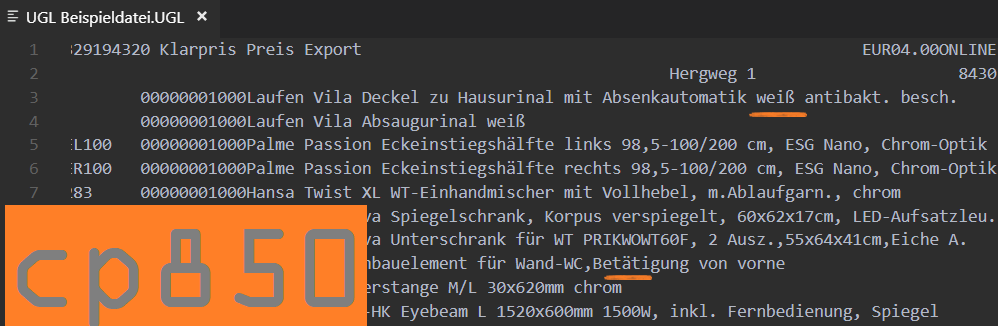 UGL Beispieldatei.UGL ×
1 329194320 Klarpris Preis Export EUR04.00ONLINE
2 Hergweg 1 8430
3 00000001000Laufen Vila Deckel zu Hausurinal mit Absenkautomatik weiß antibakt. besch.
4 00000001000Laufen Vila Absaugurinal weiß
5 EL100 00000001000Palme Passion Eckeinstiegshälfte links 98,5-100/200 cm, ESG Nano, Chrom-Optik
6 ER100 00000001000Palme Passion Eckeinstiegshälfte rechts 98,5-100/200 cm, ESG Nano, Chrom-Optik
7 283 00000001000Hansa Twist XL WT-Einhandmischer mit Vollhebel, m.Ablaufgarn., chrom
va Spiegelschrank, Korpus verspiegelt, 60x62x17cm, LED-Aufsatzleu.
va Unterschrank für WT PRIKWOWT60F, 2 Ausz.,55x64x41cm,Eiche A.
nbauelement für Wand-WC,Betätigung von vorne
erstange M/L 30x620mm chrom
-HK Eyebeam L 1520x600mm 1500W, inkl. Fernbedienung, Spiegel
cp850